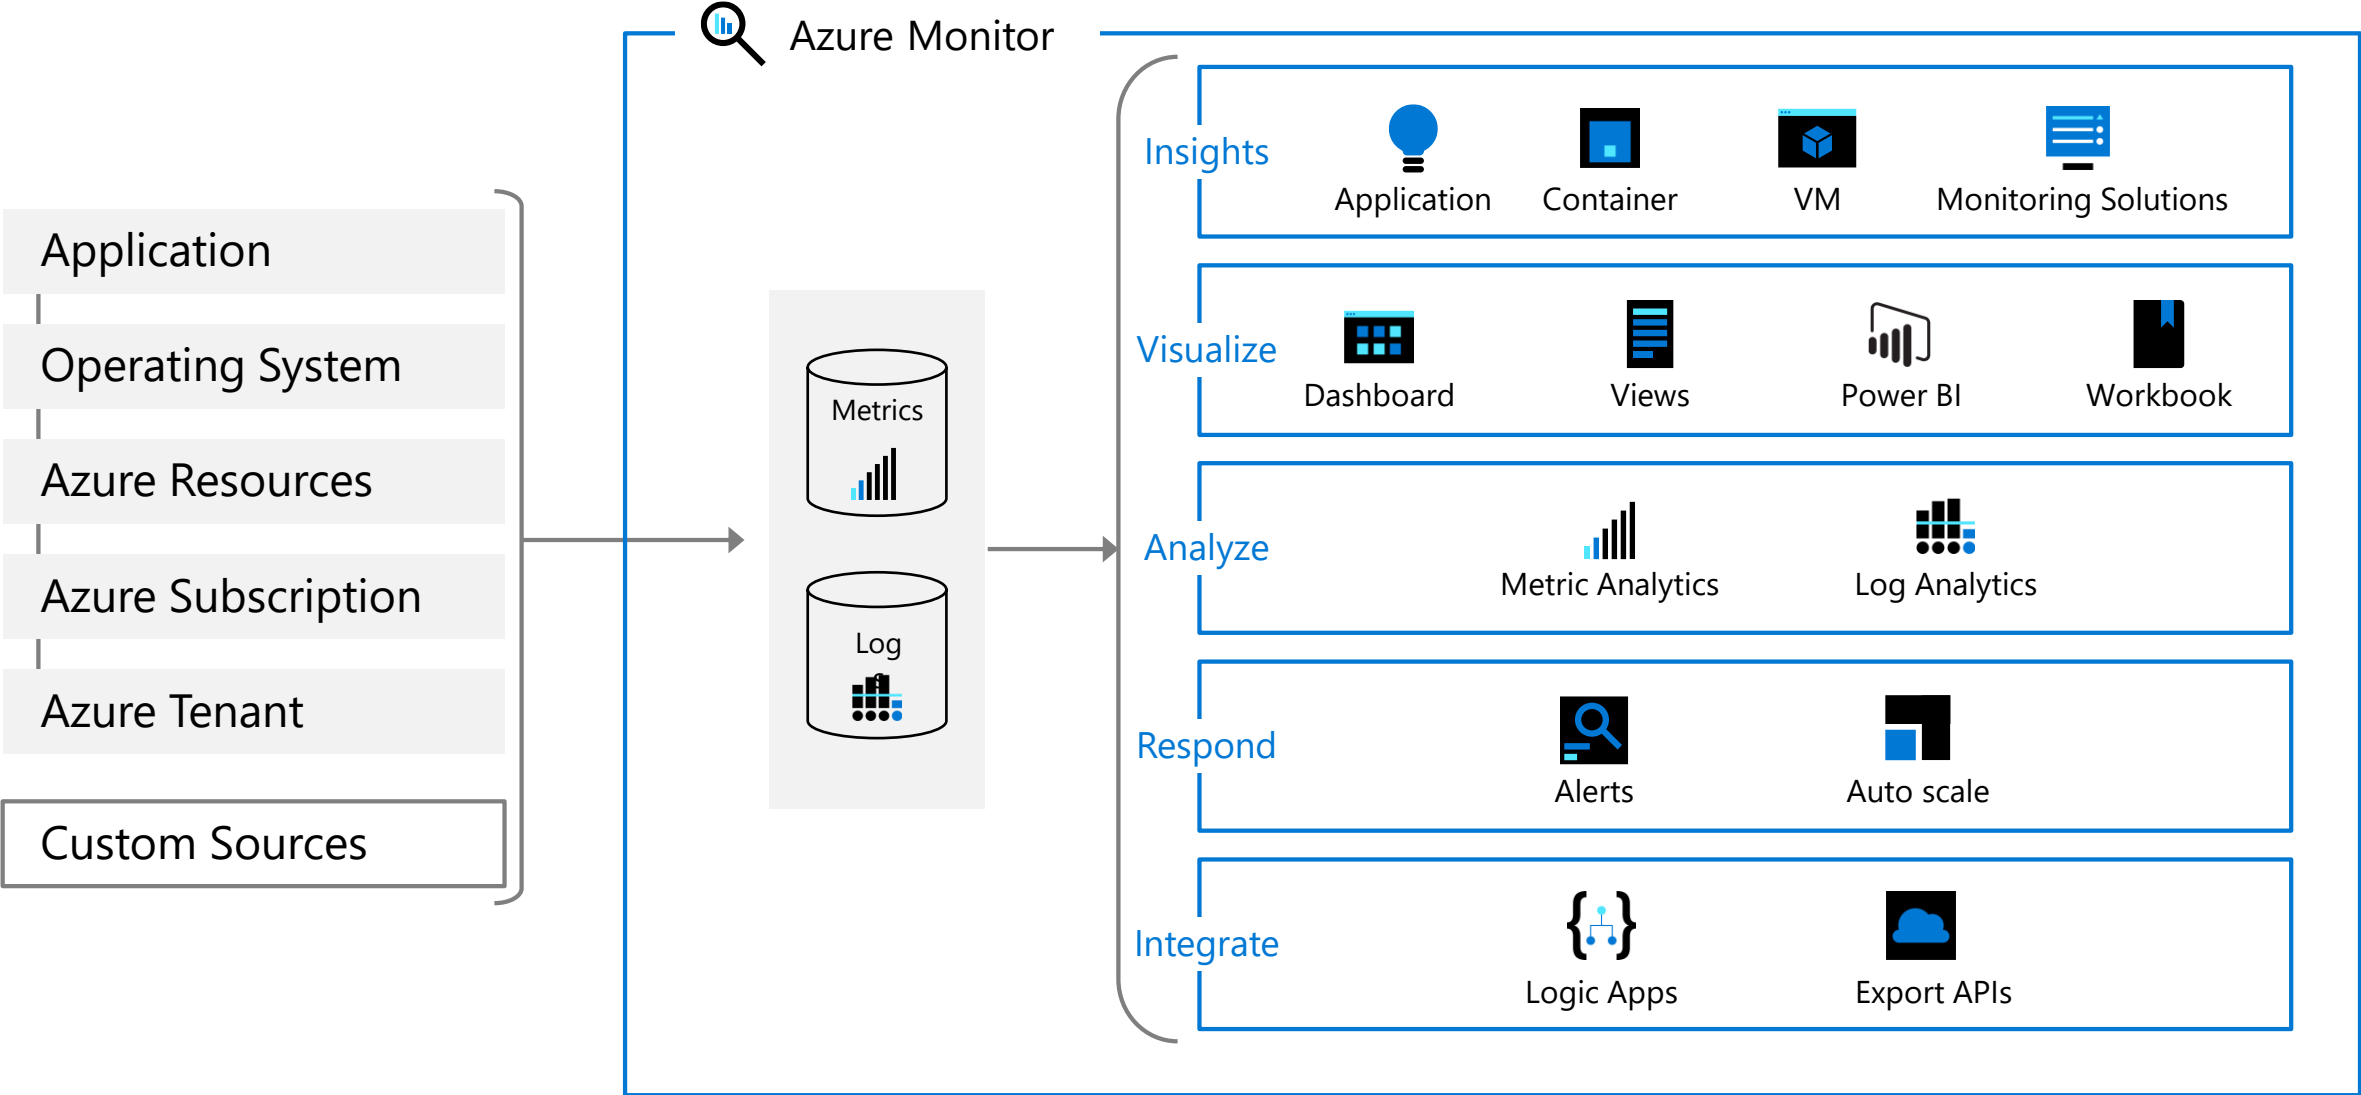 Azure Monitor
Application
Operating System
Azure Resources
Azure Subscription
Azure Tenant
Custom Sources
Metrics
Log
s
Insights
Application
Container
VM
Monitoring Solutions
Visualize
Dashboard
Views
Power BI
Workbook
Analyze
Metric Analytics
Log Analytics
Respond
Alerts
Auto scale
Integrate
Logic Apps
Export APIs